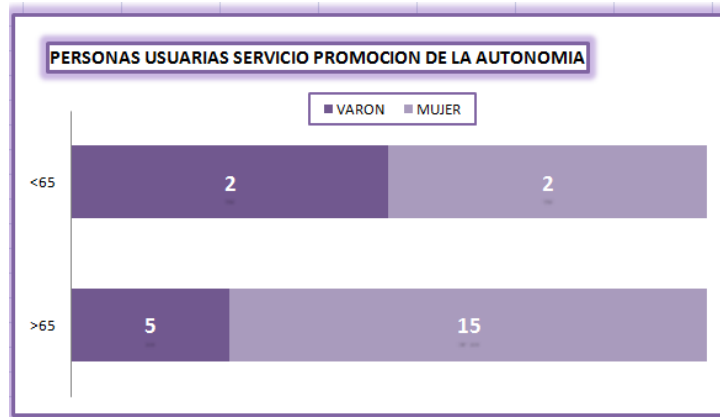 PERSONAS USUARIAS SERVICIO PROMOCION DE LA AUTONOMIA
VARON MUJER
<65 2 2
>65 5 15